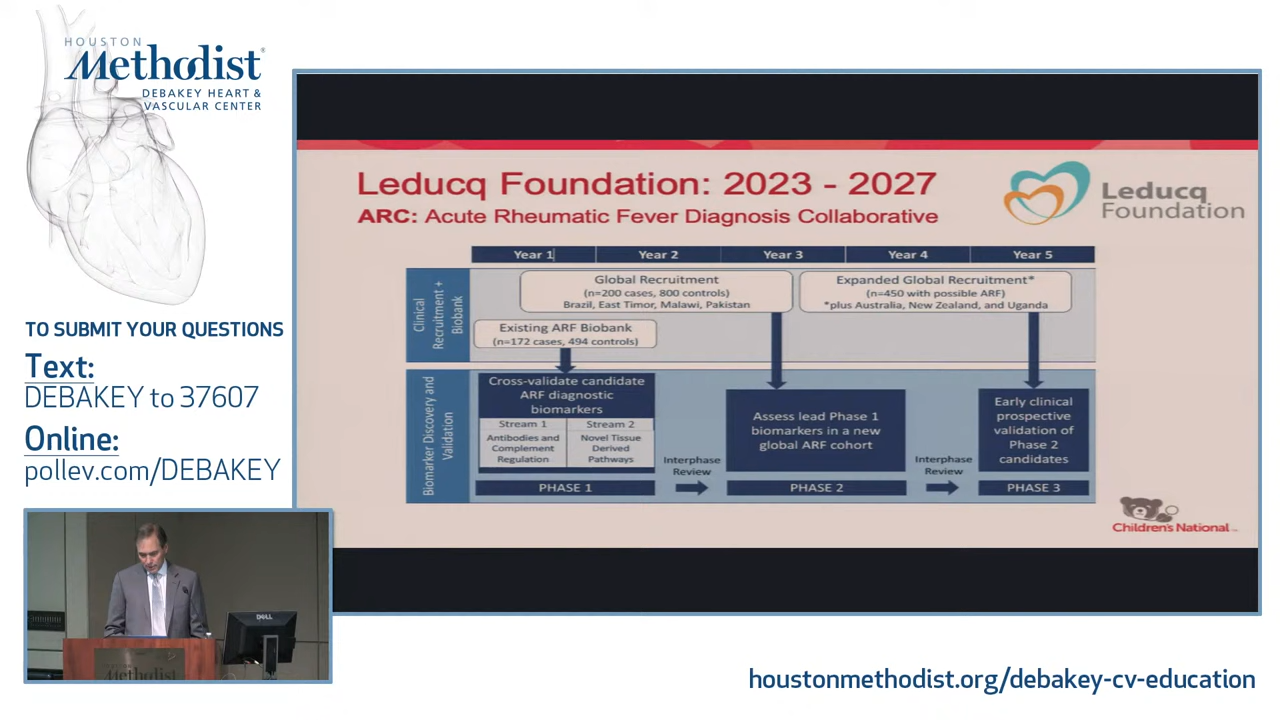 HOUSTON
Methodist
DEBAKEY HEART &
VASCULAR CENTER
TO SUBMIT YOUR QUESTIONS
Text:
DEBAKEY to 37607
Online:
pollev.com/DEBAKEY
Leducq Foundation: 2023 - 2027
ARC: Acute Rheumatic Fever Diagnosis Collaborative
Leducq
Foundation
Year 1 Year 2 Year 3 Year 4 Year 5
Clinical
Recruitment +
Biobank
Global Recruitment
(n=200 cases, 800 controls)
Brazil, East Timor, Malawi, Pakistan
Expanded Global Recruitment*
(n=450 with possible ARF)
*plus Australia, New Zealand, and Uganda
Existing ARF Biobank
(n=172 cases, 494 controls)
Biomarker Discovery and
Validation
Cross-validate candidate
ARF diagnostic
biomarkers
Stream 1
Antibodies and
Complement
Regulation
Stream 2
Novel Tissue
Derived
Pathways
Interphase
Review
Assess lead Phase 1
biomarkers in a new
global ARF cohort
Interphase
Review
Early clinical
prospective
validation of
Phase 2
candidates
PHASE 1
PHASE 2
PHASE 3
Children's National
DELL
Methodist
houstonmethodist.org/debakey-cv-education